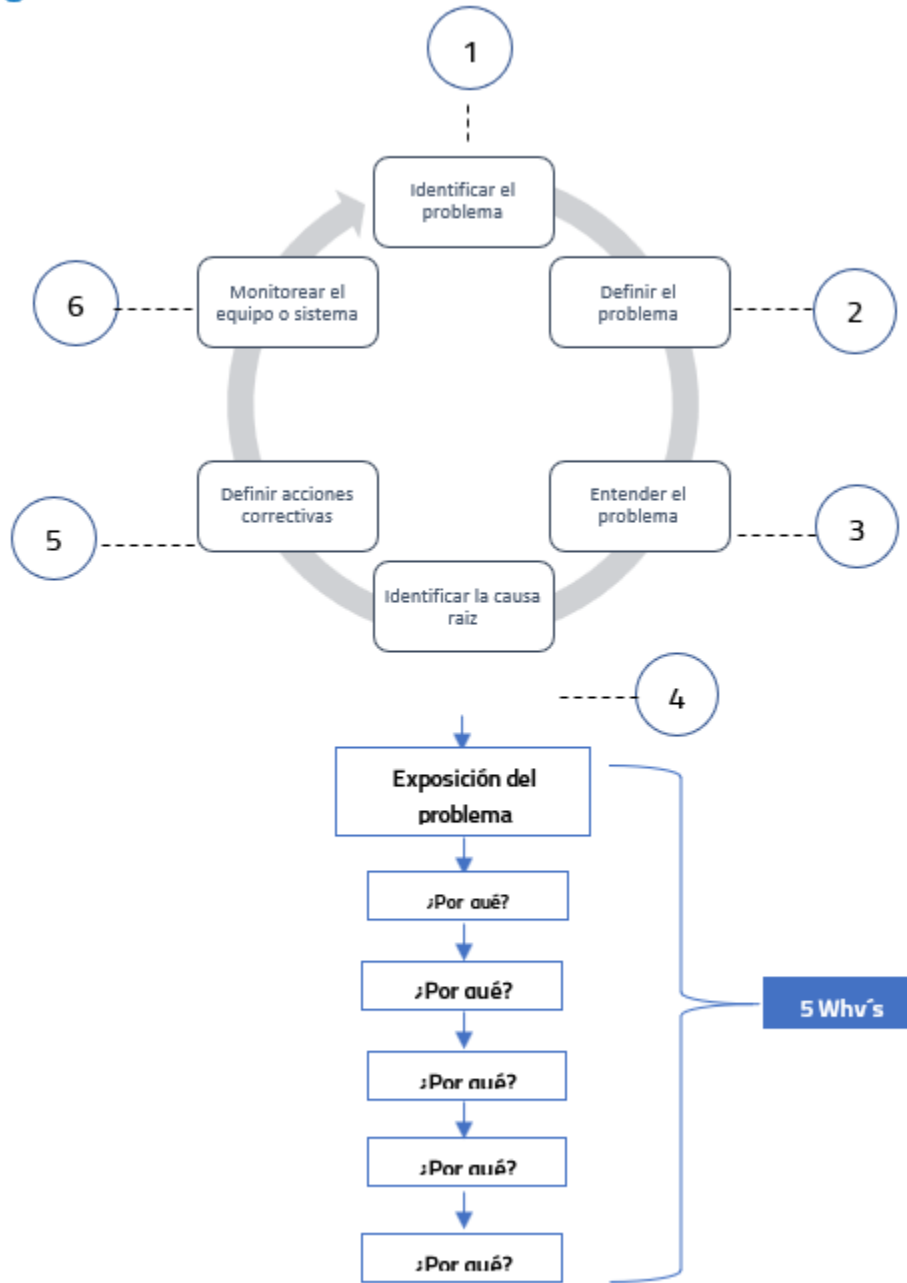 1
Identificar el
problema
6
Monitorear el
equipo o sistema
Definir el
problema
2
5
Definir acciones
correctivas
Entender el
problema
3
Identificar la causa
raiz
4
Exposición del
problema
¿Por qué?
¿Por qué?
¿Por qué?
5 Why´s
¿Por qué?
¿Por qué?